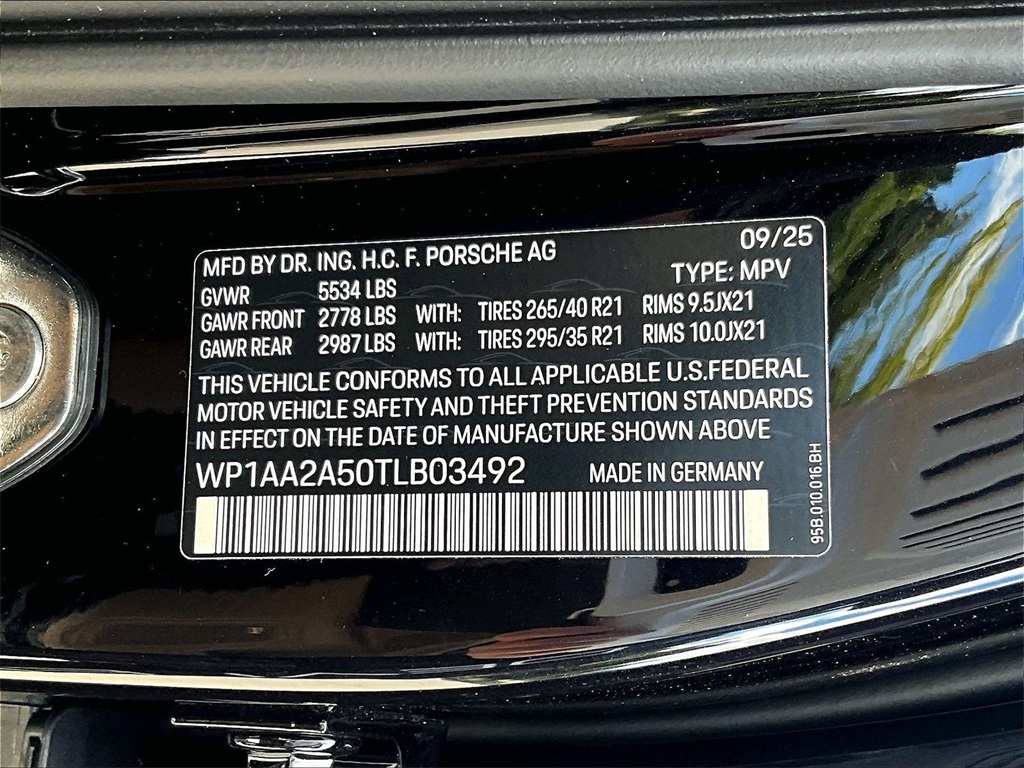 09/25
MFD BY DR. ING. H.C. F. PORSCHE AG
TYPE: MPV
GVWR 5534 LBS
GAWR FRONT 2778 LBS WITH: TIRES 265/40 R21 RIMS 9.5JX21
GAWR REAR 2987 LBS WITH: TIRES 295/35 R21 RIMS 10.0JX21
THIS VEHICLE CONFORMS TO ALL APPLICABLE U.S.FEDERAL
MOTOR VEHICLE SAFETY AND THEFT PREVENTION STANDARDS
IN EFFECT ON THE DATE OF MANUFACTURE SHOWN ABOVE
WP1AA2A50TLB03492 MADE IN GERMANY
95B.010.016.BH